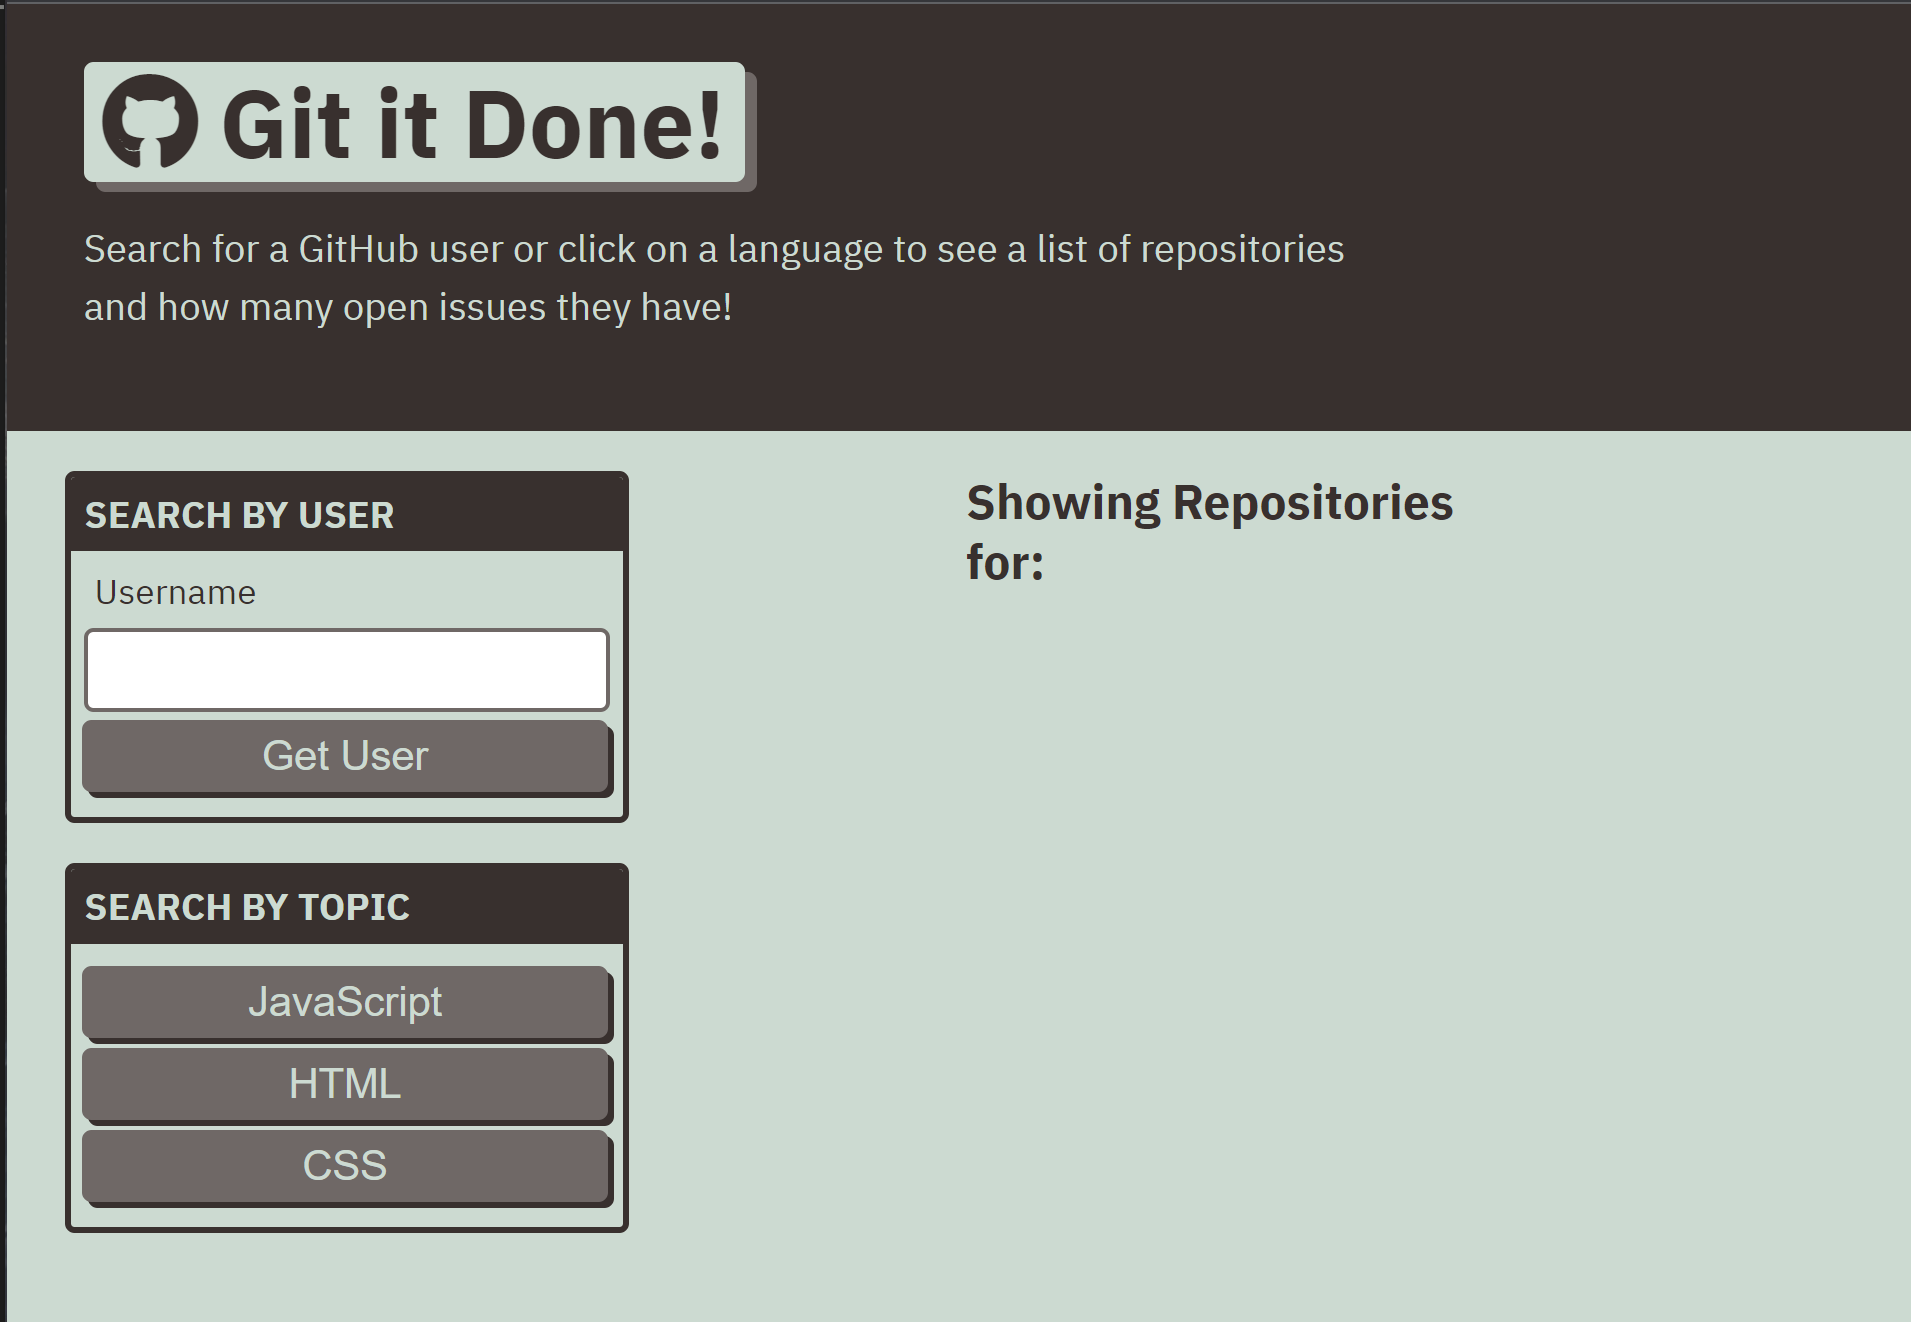 Git it Done!
Search for a GitHub user or click on a language to see a list of repositories
and how many open issues they have!
SEARCH BY USER
Username
Get User
SEARCH BY TOPIC
JavaScript
HTML
CSS
Showing Repositories
for: